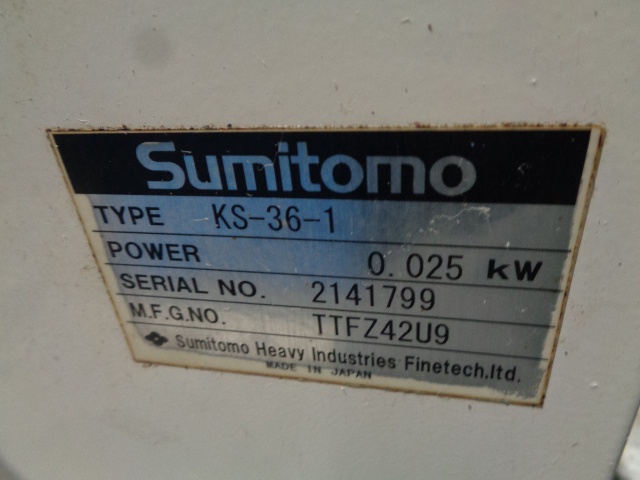 Sumitomo
TYPE KS-36-1
POWER 0.025 kW
SERIAL NO. 2141799
M.F.G.NO. TTFZ42U9
Sumitomo Heavy Industries Finetech.ltd.
MADE IN JAPAN